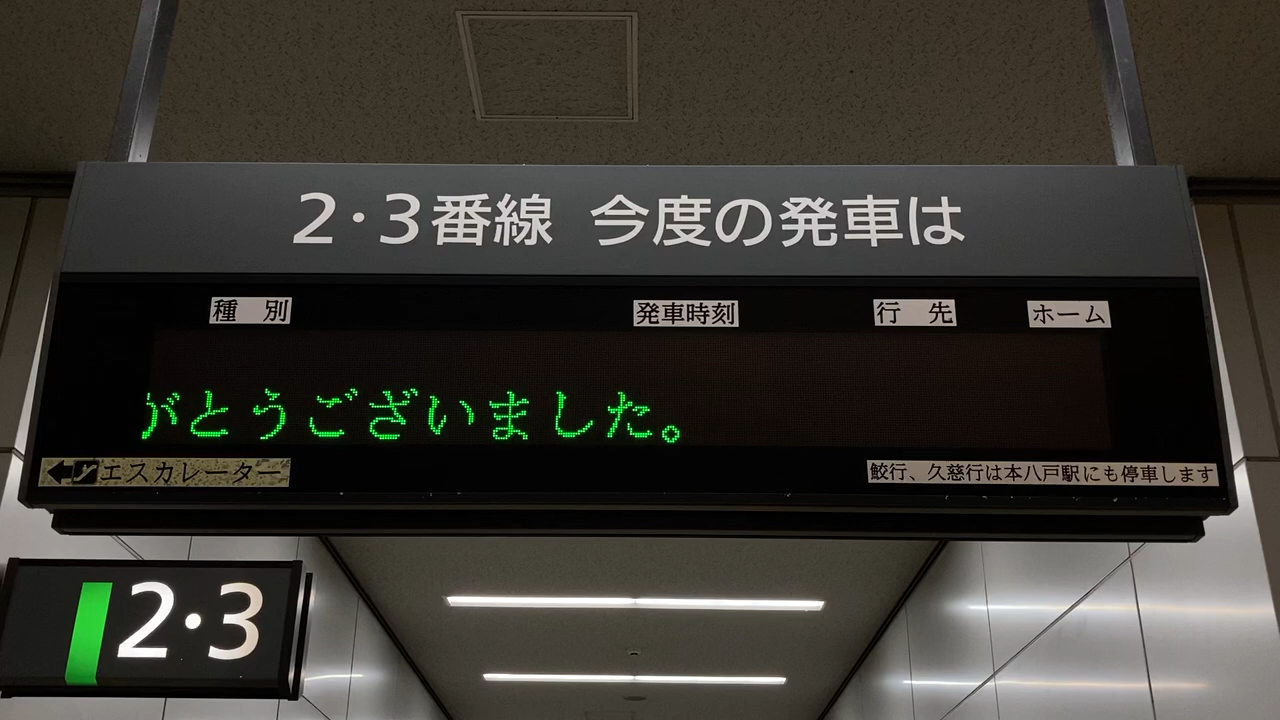 2・3番線 今度の発車は
種 別 発車時刻 行 先 ホーム
がとうございました。
エスカレーター
鮫行、久慈行は本八戸駅にも停車します
2・3